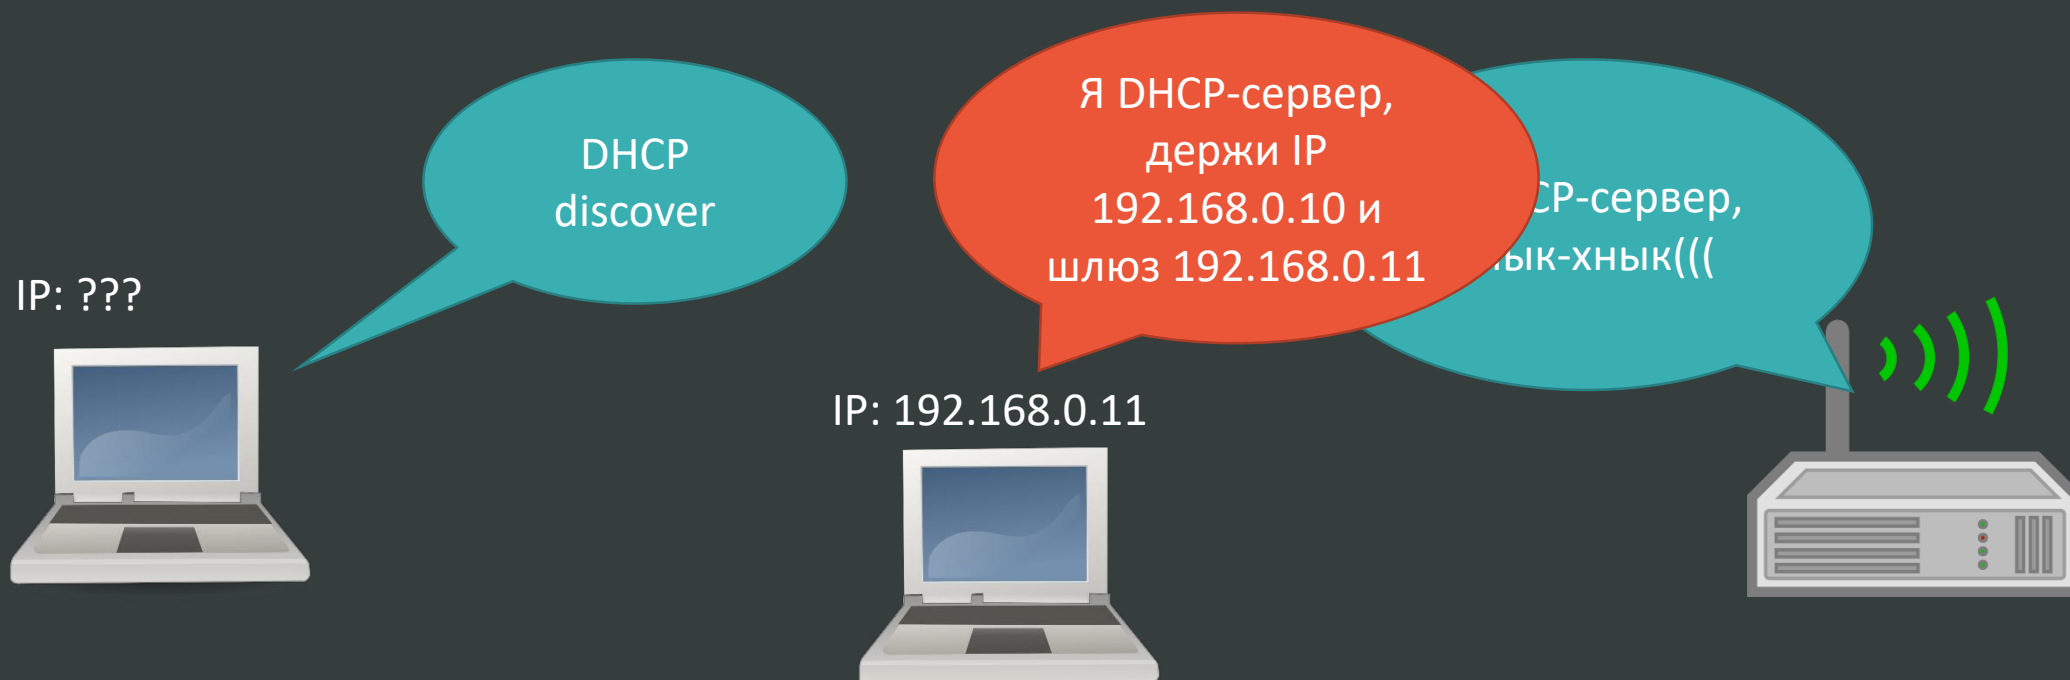 IP: ???
DHCP
discover
Я DHCP-сервер,
держи IP
192.168.0.10 и
шлюз 192.168.0.11
IP: 192.168.0.11
CP-сервер,
ык-хнык(((